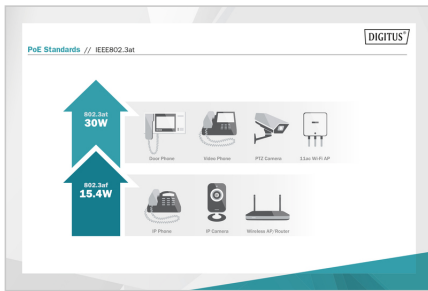 DIGITUS®
PoE Standards // IEEE802.3at
802.3at
30W
Door Phone
Video Phone
PTZ Camera
11ac Wi-Fi AP
802.3af
15.4W
IP Phone
IP Camera
Wireless AP/Router